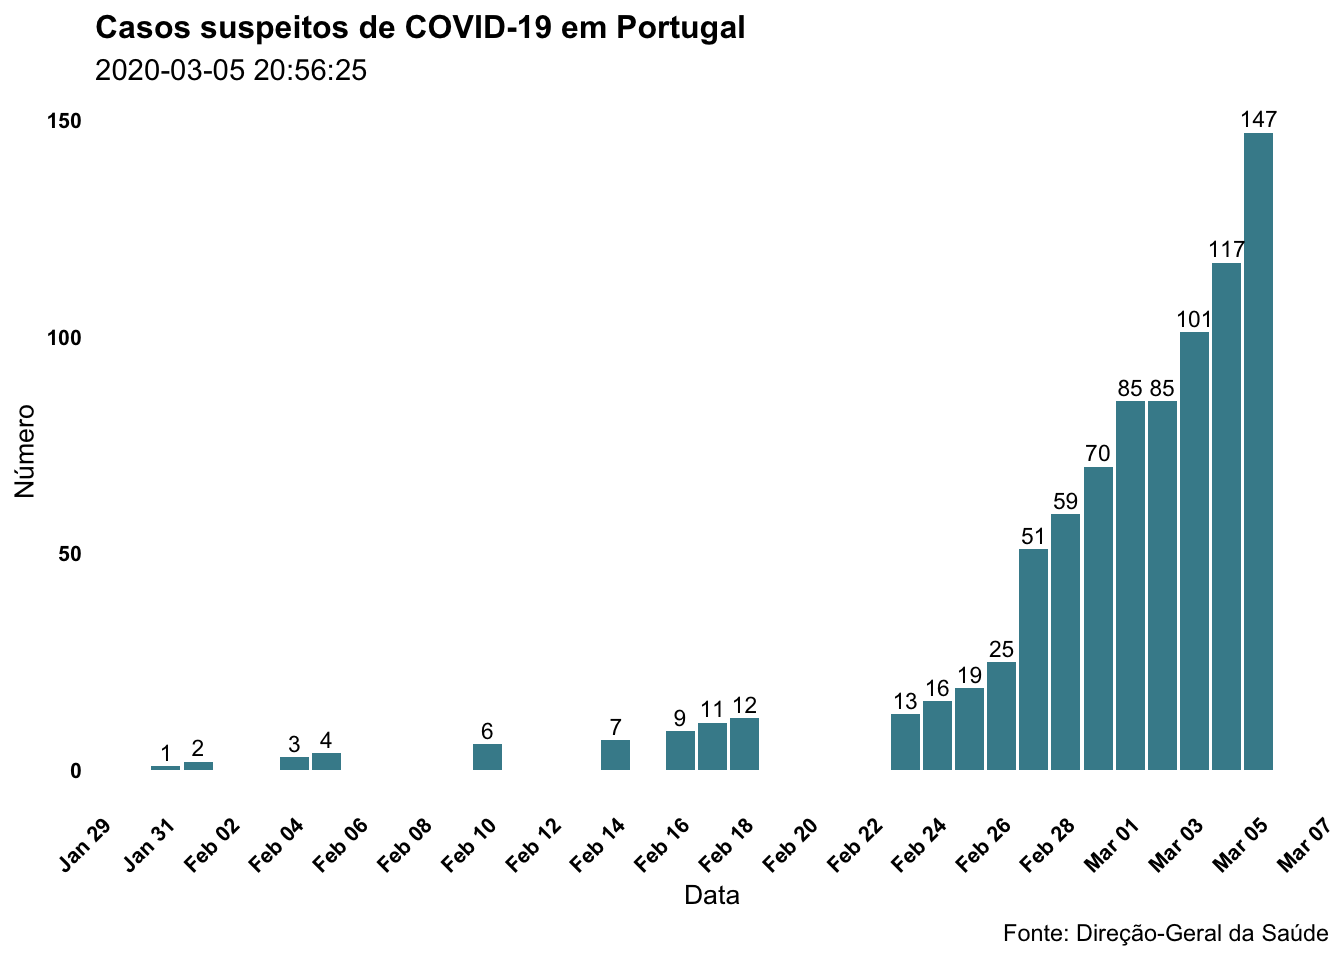 Casos suspeitos de COVID-19 em Portugal
2020-03-05 20:56:25
150
100
50
0
Número
1
2
3
4
6
7
9
11
12
13
16
19
25
51
59
70
85
85
101
117
147
Jan 29
Jan 31
Feb 02
Feb 04
Feb 06
Feb 08
Feb 10
Feb 12
Feb 14
Feb 16
Feb 18
Feb 20
Feb 22
Feb 24
Feb 26
Feb 28
Mar 01
Mar 03
Mar 05
Mar 07
Data
Fonte: Direção-Geral da Saúde